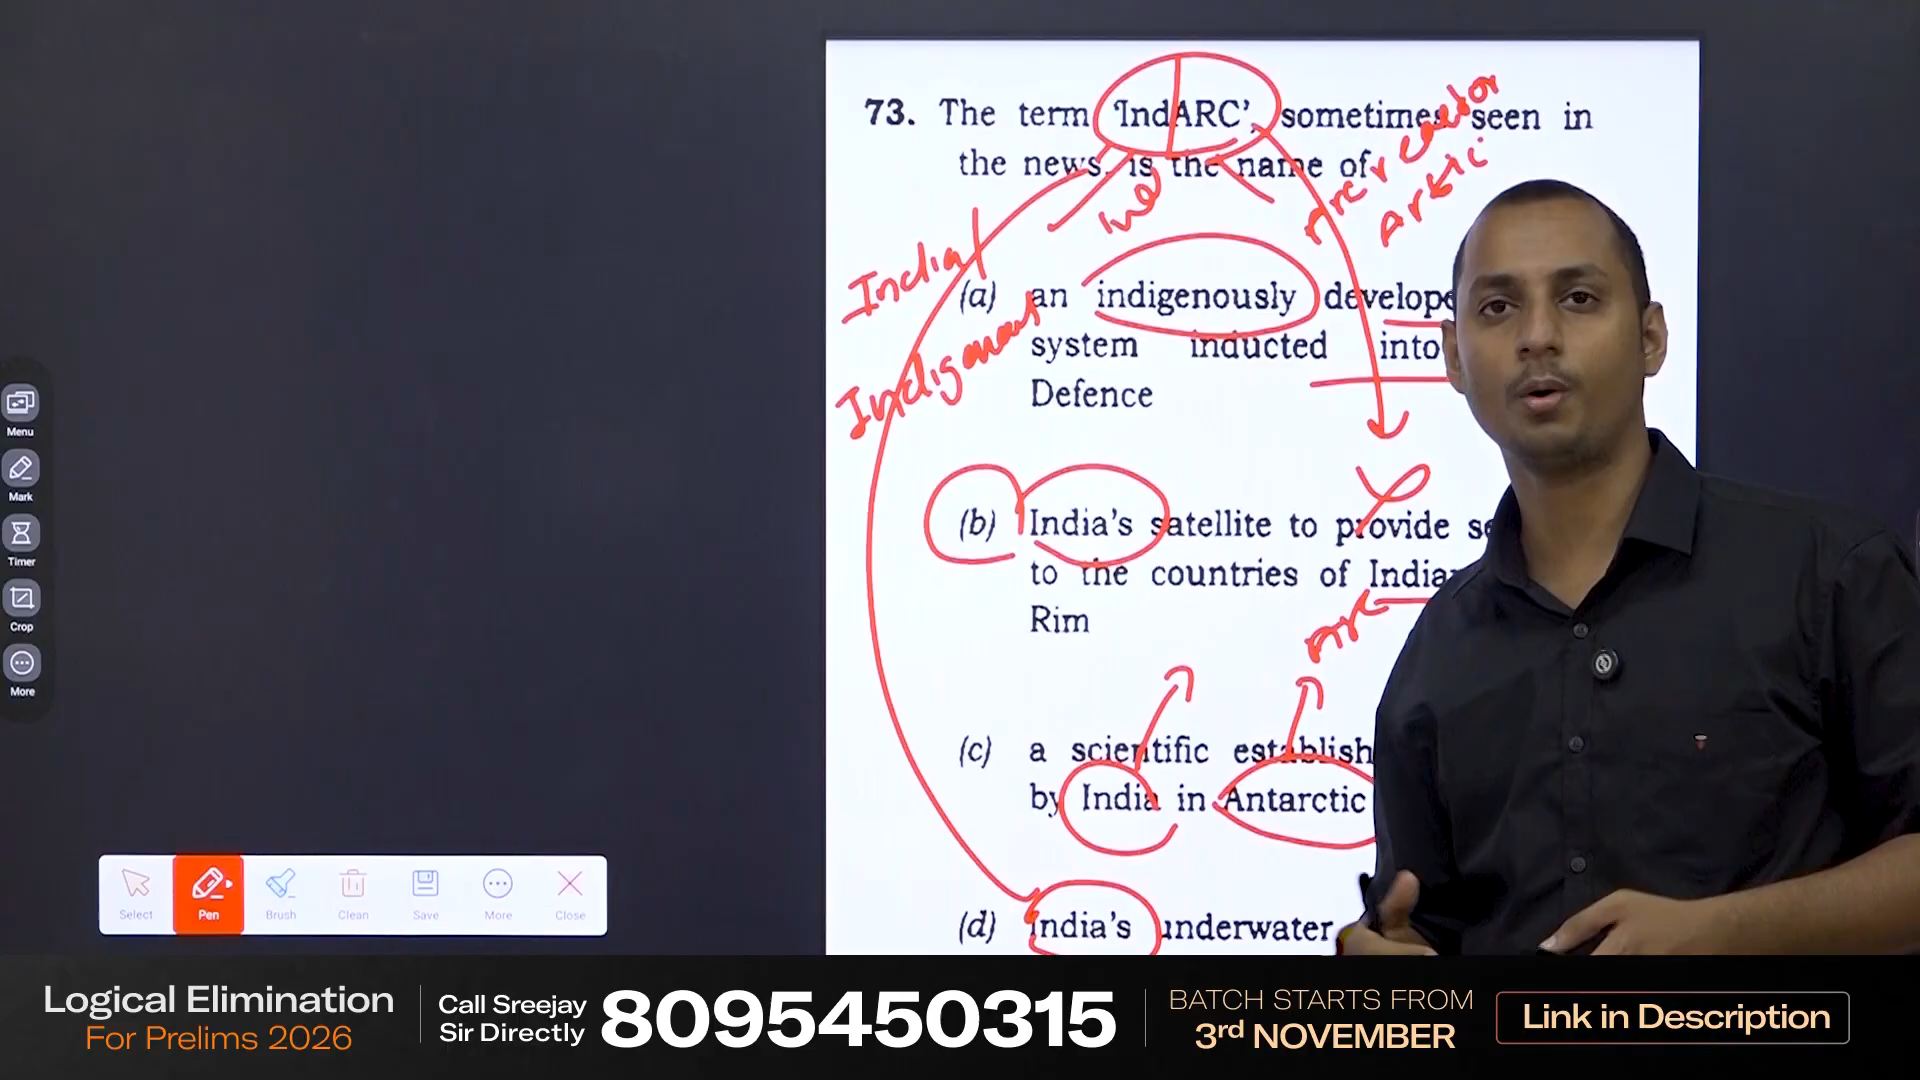 73. The term 'IndARC', sometimes seen in
the news, is the name of
Ind
Arctic
India
(a) an indigenously develope
system inducted into
Defence
Indigenous
(b) India's satellite to provide se
to the countries of Indian
Rim
Arc
(c) a scientific establish
by India in Antarctic
(d) India's underwater
Menu
Mark
Timer
Crop
More
Select
Pen
Brush
Clean
Save
More
Close
Logical Elimination
For Prelims 2026
Call Sreejay
Sir Directly
8095450315
BATCH STARTS FROM
3rd NOVEMBER
Link in Description